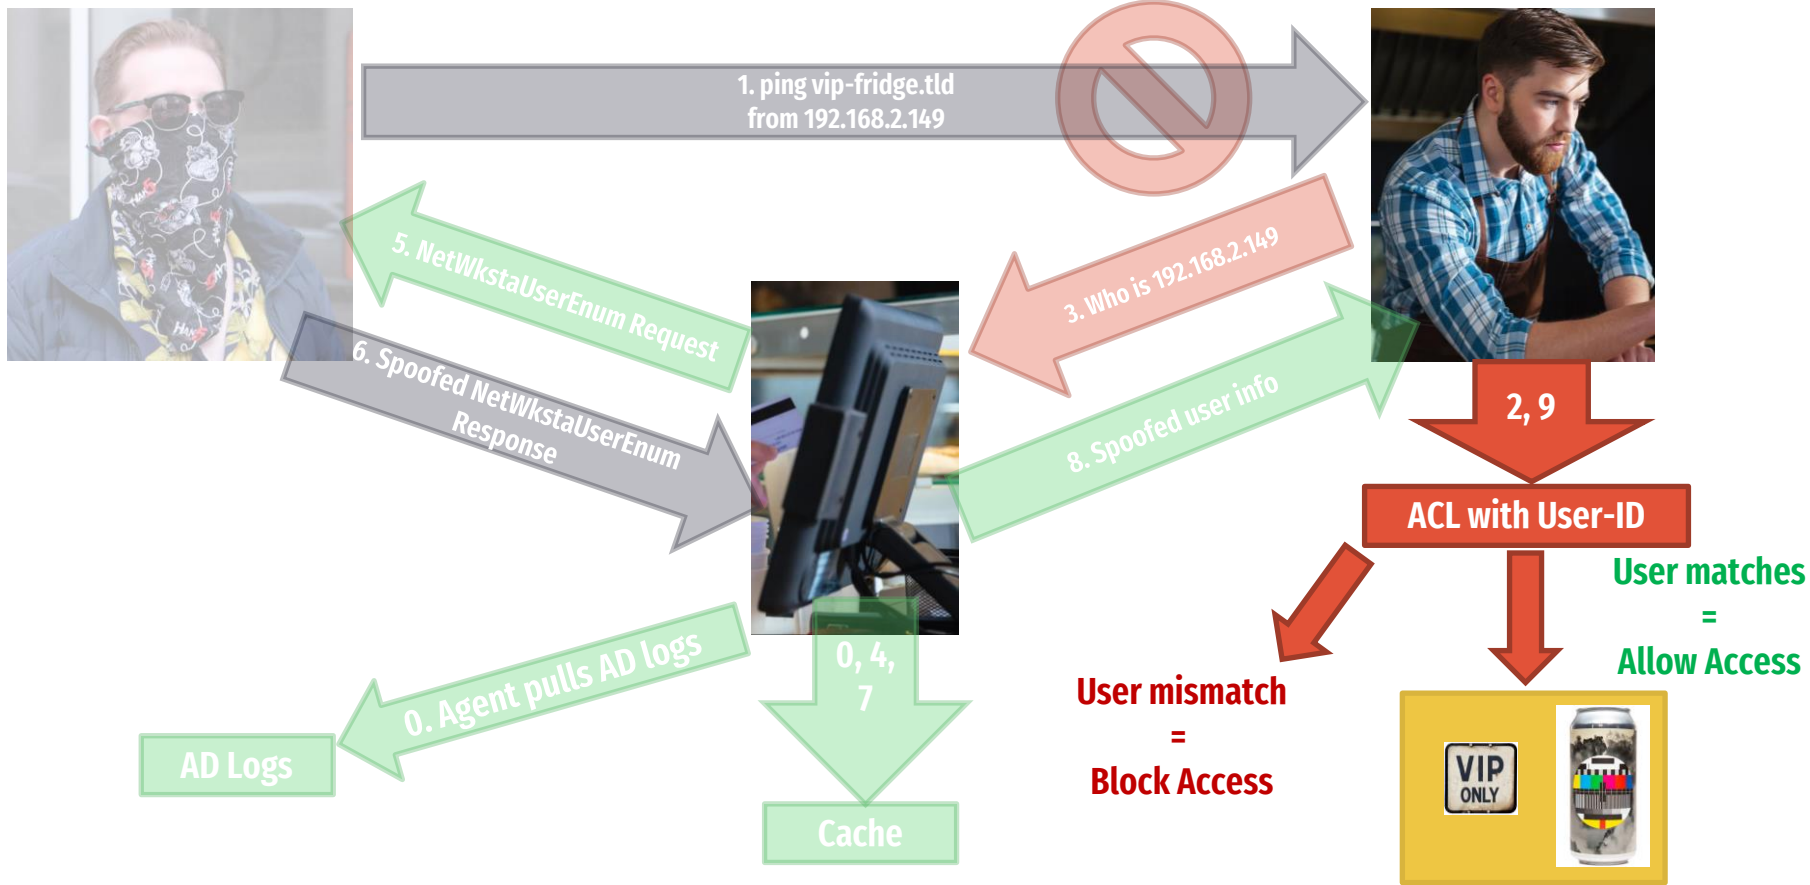 1. ping vip-fridge.tld
from 192.168.2.149
5. NetWkstaUserEnum Request
3. Who is 192.168.2.149
6. Spoofed NetWkstaUserEnum
Response
8. Spoofed user info
2, 9
ACL with User-ID
User matches
=
Allow Access
0. Agent pulls AD logs
0, 4,
7
User mismatch
=
Block Access
AD Logs
Cache
VIP
ONLY